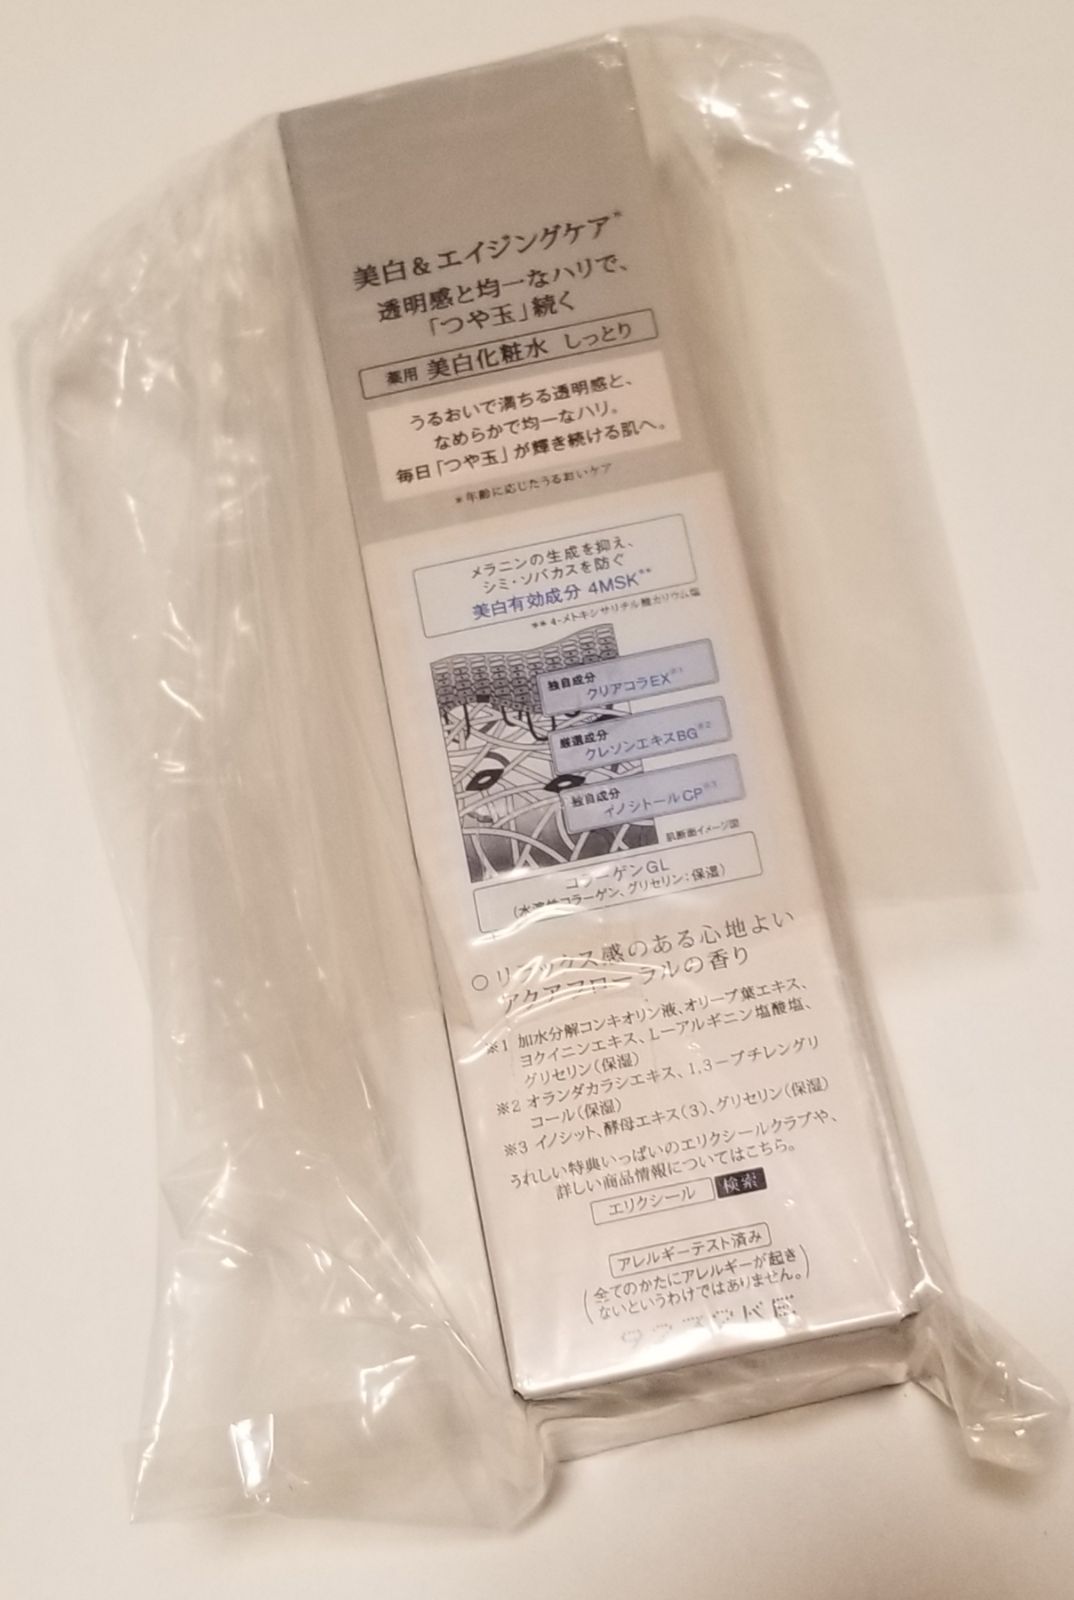 美白&エイジングケア*
透明感と均一なハリで、
「つや玉」続く
薬用 美白化粧水 しっとり
うるおいで満ちる透明感と、
なめらかで均一なハリ。
毎日「つや玉」が輝き続ける肌へ。
*年齢に応じたうるおいケア
メラニンの生成を抑え、
シミ・ソバカスを防ぐ
美白有効成分 4MSK**
**4-メトキシサリチル酸カリウム塩
独自成分
クリアコラEX※1
厳選成分
クレソンエキスBG※2
独自成分
イノシトールCP※3
肌断面イメージ図
コラーゲンGL
(水溶性コラーゲン、グリセリン:保湿)
○リラックス感のある心地よい
アクアフローラルの香り
※1 加水分解コンキオリン液、オリーブ葉エキス、
ヨクイニンエキス、L-アルギニン塩酸塩、
グリセリン(保湿)
※2 オランダカラシエキス、1,3-ブチレングリ
コール(保湿)
※3 イノシット、酵母エキス(3)、グリセリン(保湿)
うれしい特典いっぱいのエリクシールクラブや、
詳しい商品情報についてはこちら。
エリクシール 検索
アレルギーテスト済み
(全てのかたにアレルギーが起き
ないというわけではありません。)